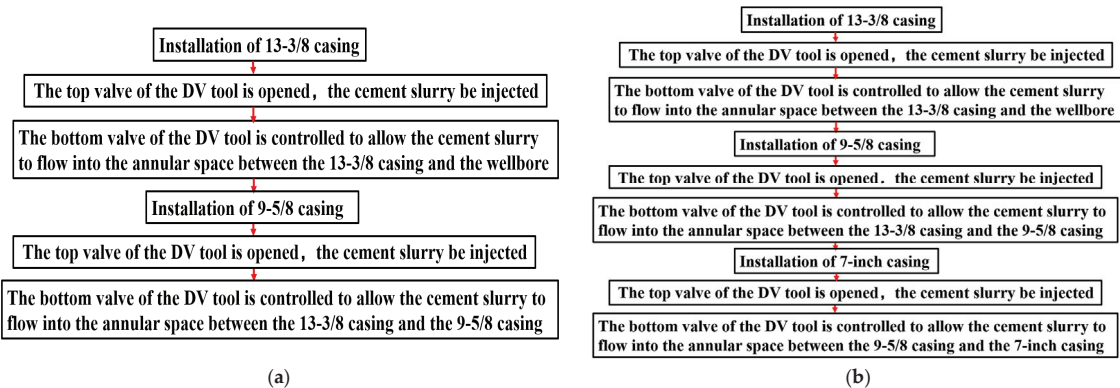 Installation of 13-3/8 casing
The top valve of the DV tool is opened, the cement slurry be injected
The bottom valve of the DV tool is controlled to allow the cement slurry
to flow into the annular space between the 13-3/8 casing and the wellbore
Installation of 9-5/8 casing
The top valve of the DV tool is opened, the cement slurry be injected
The bottom valve of the DV tool is controlled to allow the cement slurry to
flow into the annular space between the 13-3/8 casing and the 9-5/8 casing
(a)
Installation of 13-3/8 casing
The top valve of the DV tool is opened, the cement slurry be injected
The bottom valve of the DV tool is controlled to allow the cement slurry
to flow into the annular space between the 13-3/8 casing and the wellbore
Installation of 9-5/8 casing
The top valve of the DV tool is opened. the cement slurry be injected
The bottom valve of the DV tool is controlled to allow the cement slurry to
flow into the annular space between the 13-3/8 casing and the 9-5/8 casing
Installation of 7-inch casing
The top valve of the DV tool is opened, the cement slurry be injected
The bottom valve of the DV tool is controlled to allow the cement slurry to
flow into the annular space between the 9-5/8 casing and the 7-inch casing
(b)